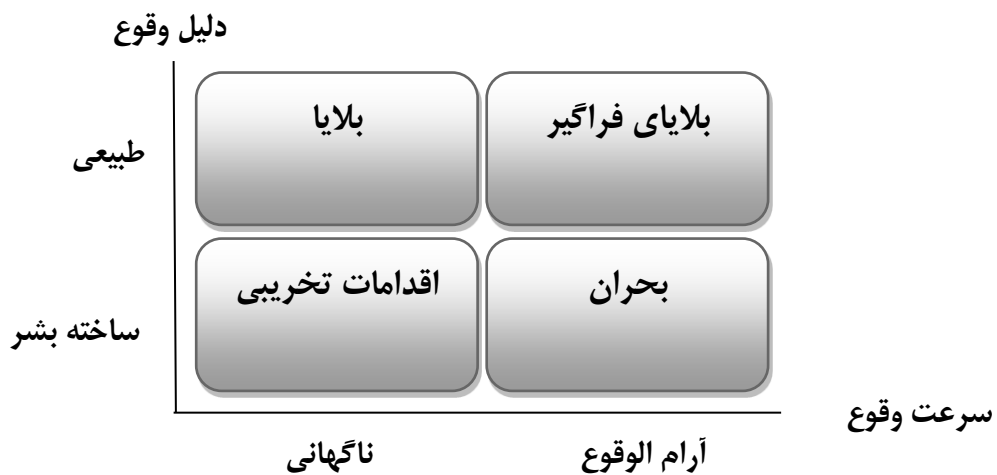 دلیل وقوع
بلایای فراگیر
بلایا
طبیعی
بحران
اقدامات تخریبی
ساخته بشر
سرعت وقوع
آرام الوقوع
ناگهانی